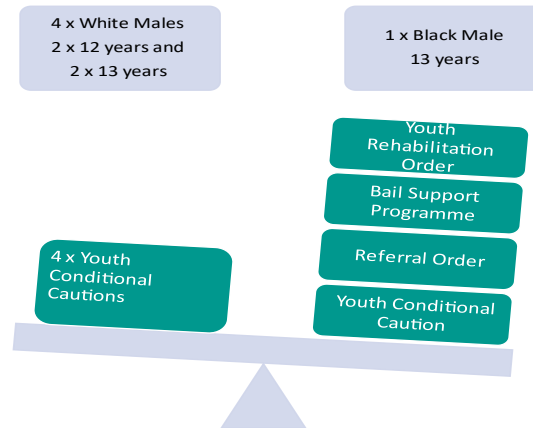 4 x White Males
2 x 12 years and
2 x 13 years
1 x Black Male
13 years
Youth
Rehabilitation
Order
Bail Support
Programme
Referral Order
4 x Youth
Conditional
Cautions
Youth Conditional
Caution